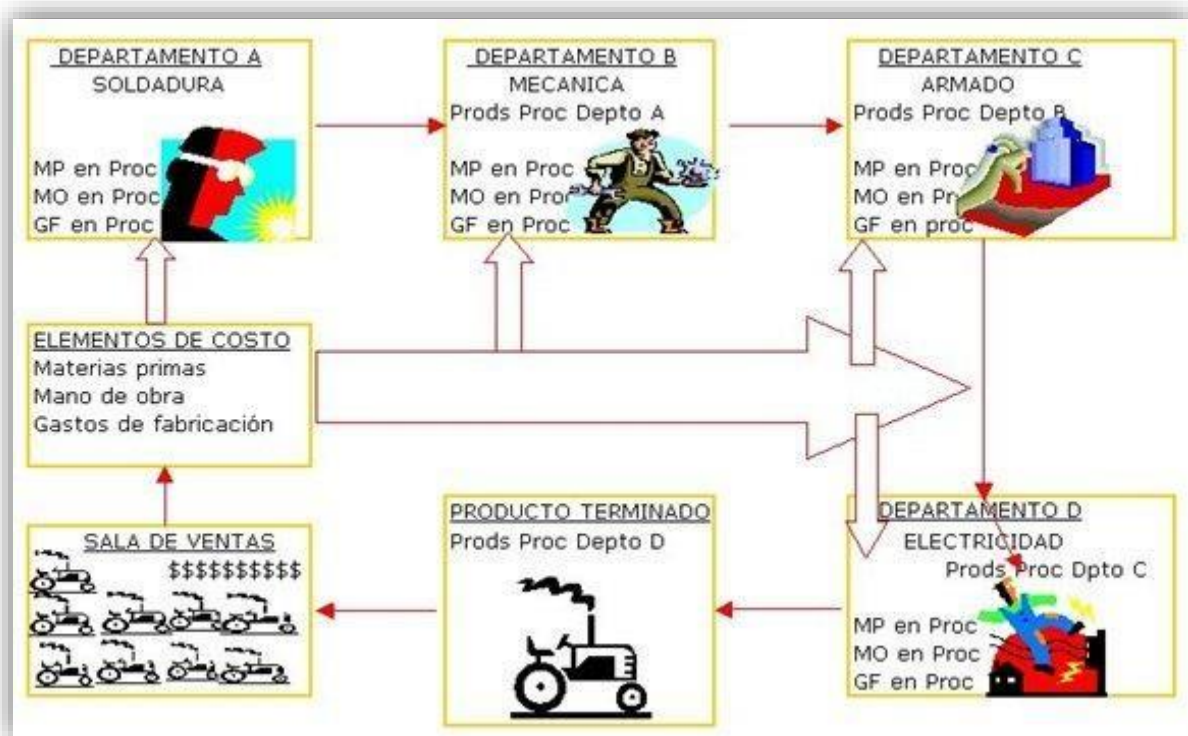 DEPARTAMENTO A
SOLDADURA
MP en Proc
MO en Proc
GF en Proc
DEPARTAMENTO B
MECANICA
Prods Proc Depto A
MP en Proc
MO en Proc
GF en Proc
DEPARTAMENTO C
ARMADO
Prods Proc Depto B
MP en Proc
MO en Pr
GF en proc
ELEMENTOS DE COSTO
Materias primas
Mano de obra
Gastos de fabricación
SALA DE VENTAS
$$$$$$$$$$
PRODUCTO TERMINADO
Prods Proc Depto D
DEPARTAMENTO D
ELECTRICIDAD
Prods Proc Dpto C
MP en Proc
MO en Proc
GF en Proc